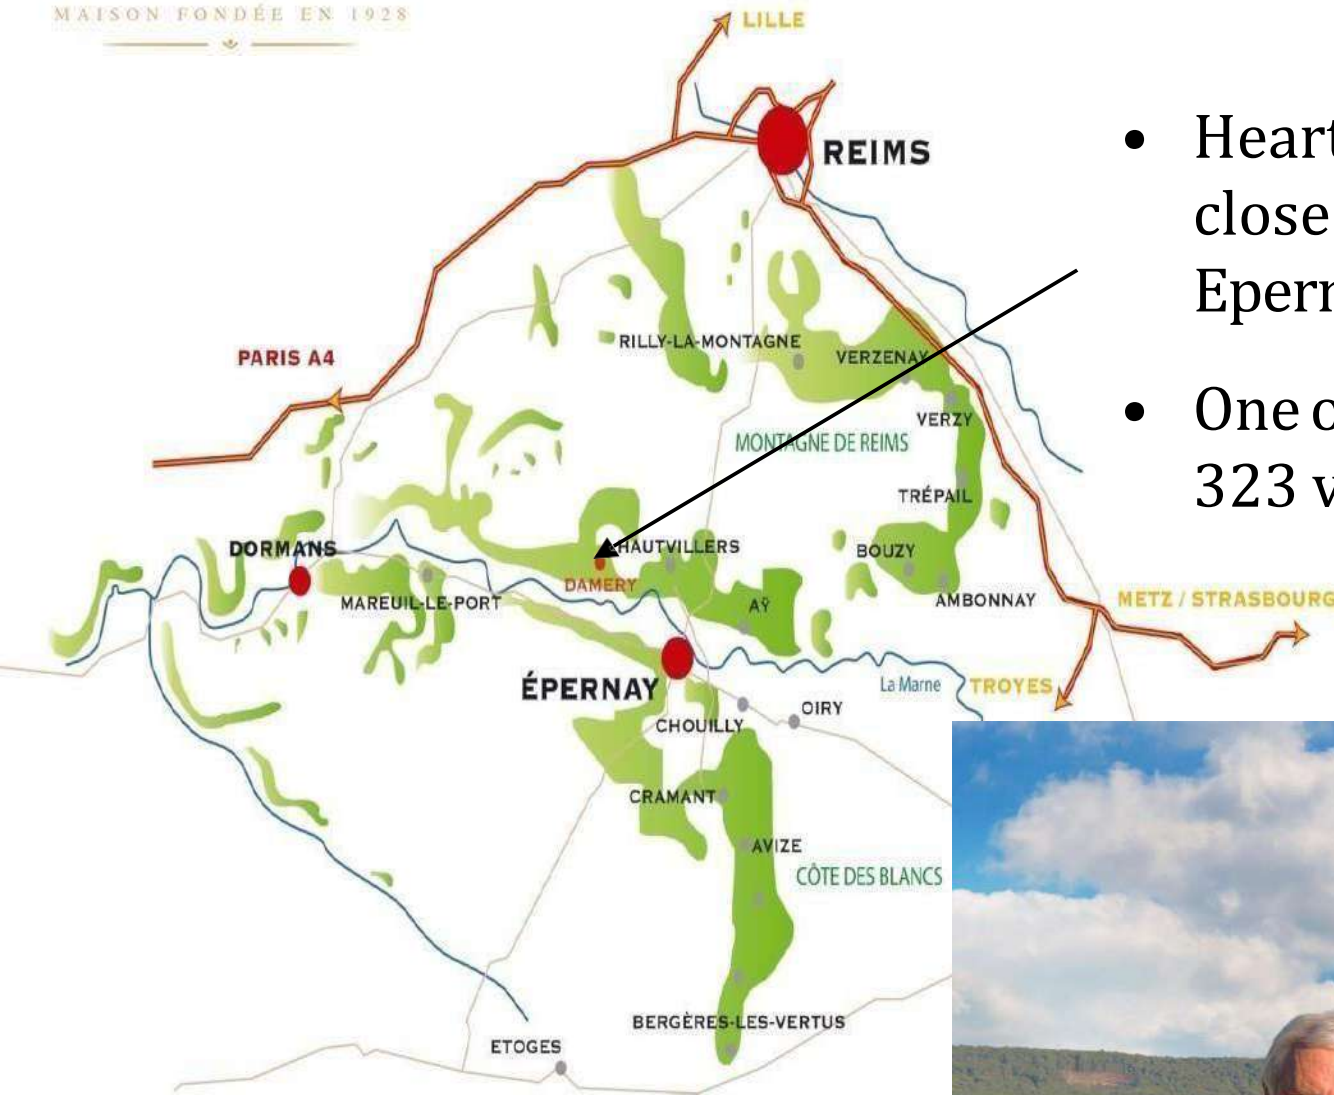 MAISON FONDÉE EN 1928
LILLE
REIMS
PARIS A4
RILLY-LA-MONTAGNE
VERZENAY
VERZY
MONTAGNE DE REIMS
TRÉPAIL
DORMANS
HAUTVILLERS
BOUZY
DAMERY
MAREUIL-LE-PORT
AŸ
AMBONNAY
METZ / STRASBOURG
ÉPERNAY
La Marne
TROYES
CHOUILLY
OIRY
CRAMANT
AVIZE
CÔTE DES BLANCS
BERGÈRES-LES-VERTUS
ETOGES
• Heart
close
Epern
• One o
323 v